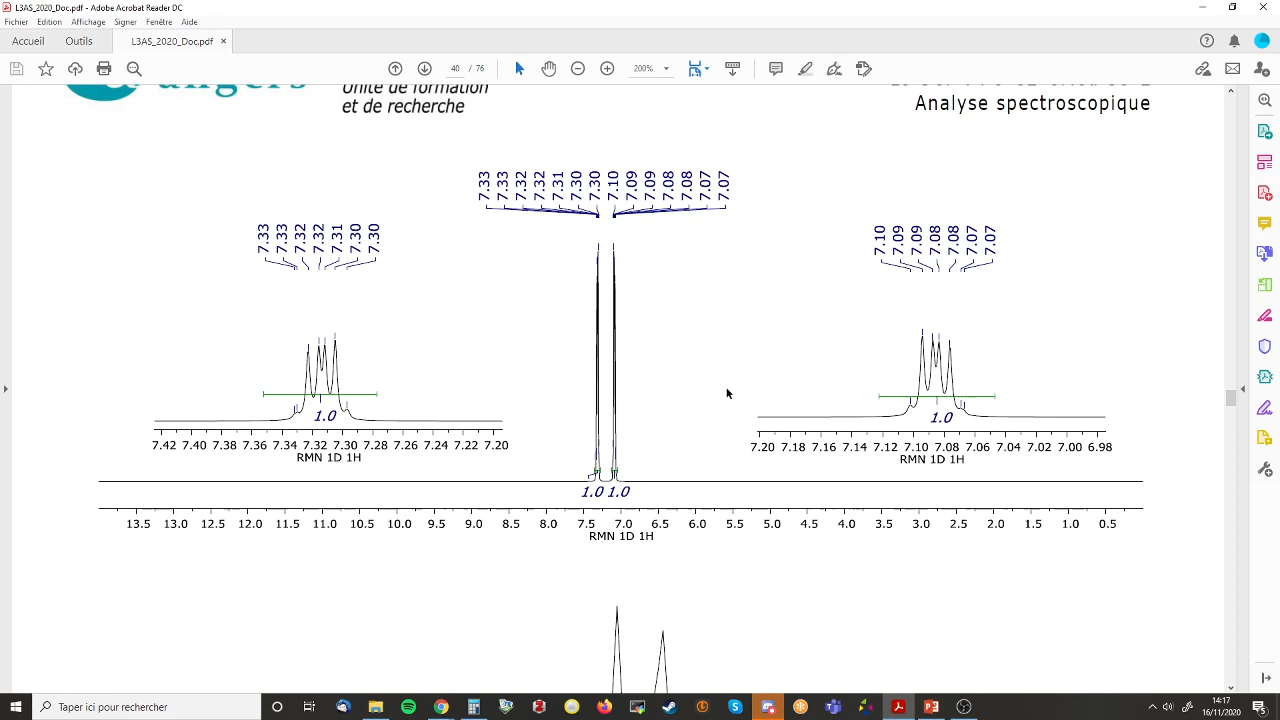 L3AS_2020_Doc.pdf - Adobe Acrobat Reader DC
Fichier Edition Affichage Signer Fenêtre Aide
Accueil Outils L3AS_2020_Doc.pdf ×
40 / 76 200%
angers
Unité de formation
et de recherche
Analyse spectroscopique
7.33 7.33 7.32 7.32 7.31 7.30 7.30 7.10 7.09 7.09 7.08 7.08 7.07 7.07
7.33 7.33 7.32 7.32 7.31 7.30 7.30
7.10 7.09 7.09 7.08 7.08 7.07 7.07
1.0
7.42 7.40 7.38 7.36 7.34 7.32 7.30 7.28 7.26 7.24 7.22 7.20
RMN 1D 1H
1.0
7.20 7.18 7.16 7.14 7.12 7.10 7.08 7.06 7.04 7.02 7.00 6.98
RMN 1D 1H
1.0 1.0
13.5 13.0 12.5 12.0 11.5 11.0 10.5 10.0 9.5 9.0 8.5 8.0 7.5 7.0 6.5 6.0 5.5 5.0 4.5 4.0 3.5 3.0 2.5 2.0 1.5 1.0 0.5
RMN 1D 1H
Taper ici pour rechercher
14:17
16/11/2020